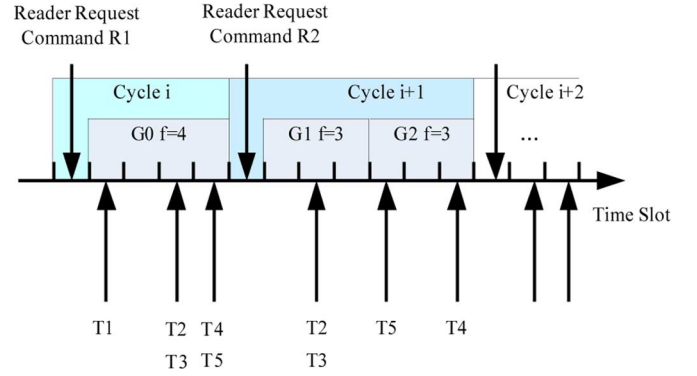 Reader Request
Command R1
Reader Request
Command R2
Cycle i
Cycle i+1
Cycle i+2
G0 f=4
G1 f=3
G2 f=3
...
Time Slot
T1
T2
T3
T4
T5
T2
T3
T5
T4